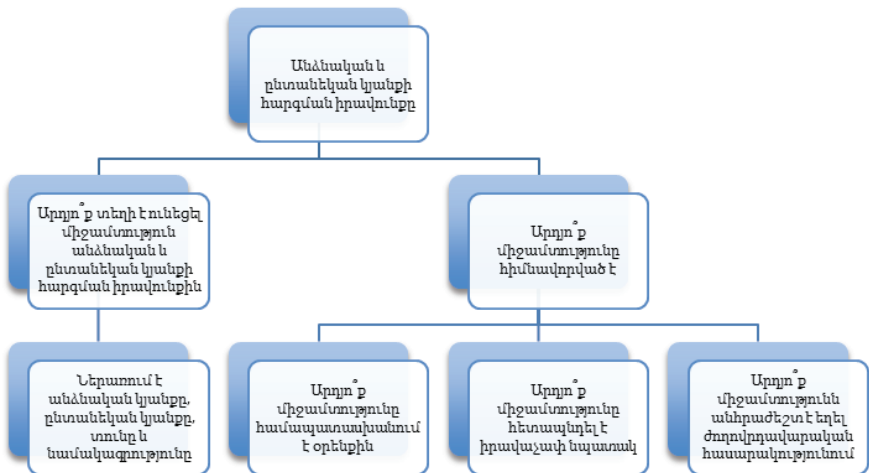 Անձնական և
ընտանեկան կյանքի
հարգման իրավունքը
Արդյո՞ք տեղի է ունեցել
միջամտություն
անձնական և
ընտանեկան կյանքի
հարգման իրավունքին
Արդյո՞ք
միջամտությունը
հիմնավորված է
Ներառում է
անձնական կյանքը,
ընտանեկան կյանքը,
տունը և
նամակագրությունը
Արդյո՞ք
միջամտությունը
համապատասխանում
է օրենքին
Արդյո՞ք
միջամտությունը
հետապնդել է
իրավաչափ նպատակ
Արդյո՞ք
միջամտությունն
անհրաժեշտ է եղել
ժողովրդավարական
հասարակությունում